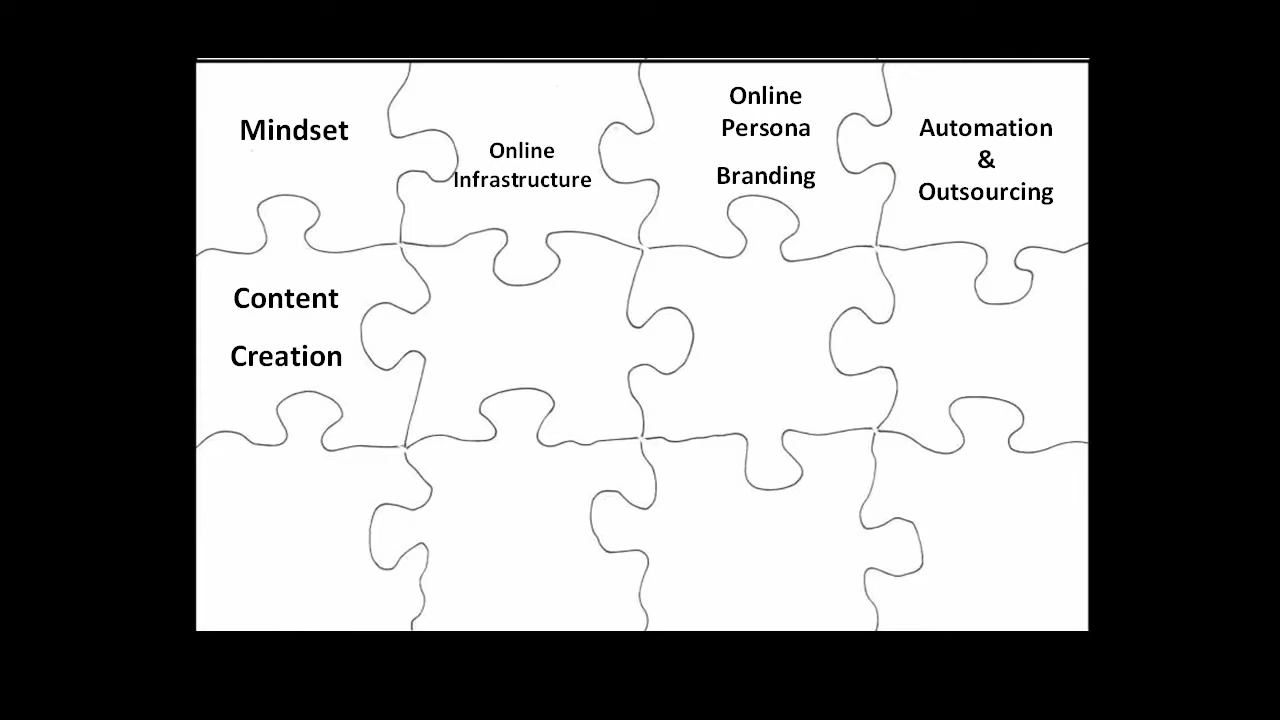 Mindset
Online
Infrastructure
Online
Persona
Branding
Automation
&
Outsourcing
Content
Creation